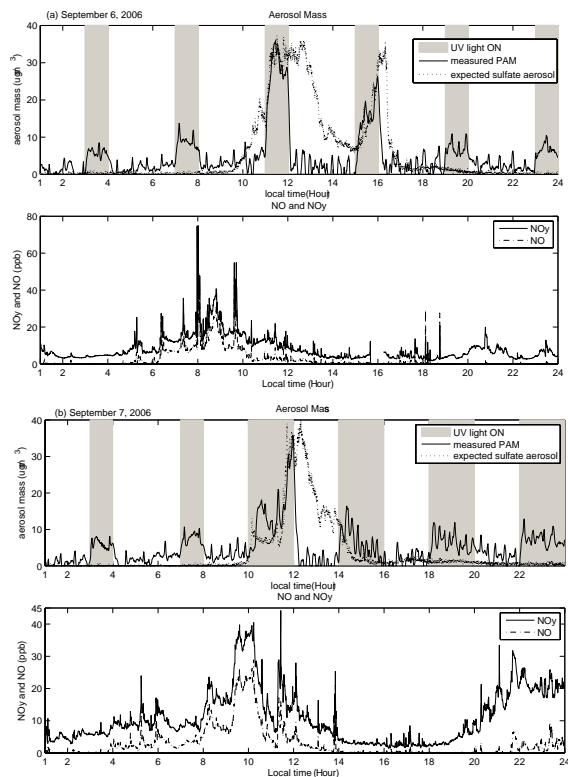 (a) September 6, 2006
Aerosol Mass
40
30
20
10
0
aerosol mass (ugm 3)
UV light ON
measured PAM
expected sulfate aerosol
1 2 4 6 8 10 12 14 16 18 20 22 24
local time(Hour)
NO and NOy
80
60
40
20
0
NOy and NO (ppb)
NOy
NO
1 2 4 6 8 10 12 14 16 18 20 22 24
Local time (Hour)
(b) September 7, 2006
Aerosol Mass
40
30
20
10
0
aerosol mass (ugm 3)
UV light ON
measured PAM
expected sulfate aerosol
1 2 4 6 8 10 12 14 16 18 20 22 24
local time(Hour)
NO and NOy
45
40
30
20
10
0
NOy and NO (ppb)
NOy
NO
1 2 4 6 8 10 12 14 16 18 20 22 24
Local time (Hour)